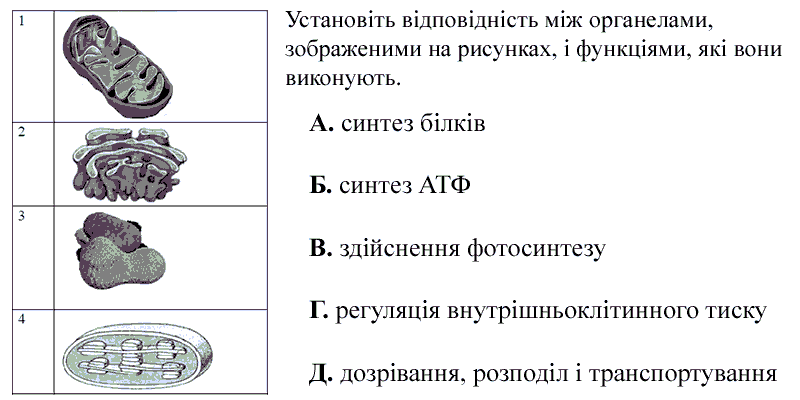 Установіть відповідність між органелами,
зображеними на рисунках, і функціями, які вони
виконують.
1
2
3
4
А. синтез білків
Б. синтез АТФ
В. здійснення фотосинтезу
Г. регуляція внутрішньоклітинного тиску
Д. дозрівання, розподіл і транспортування